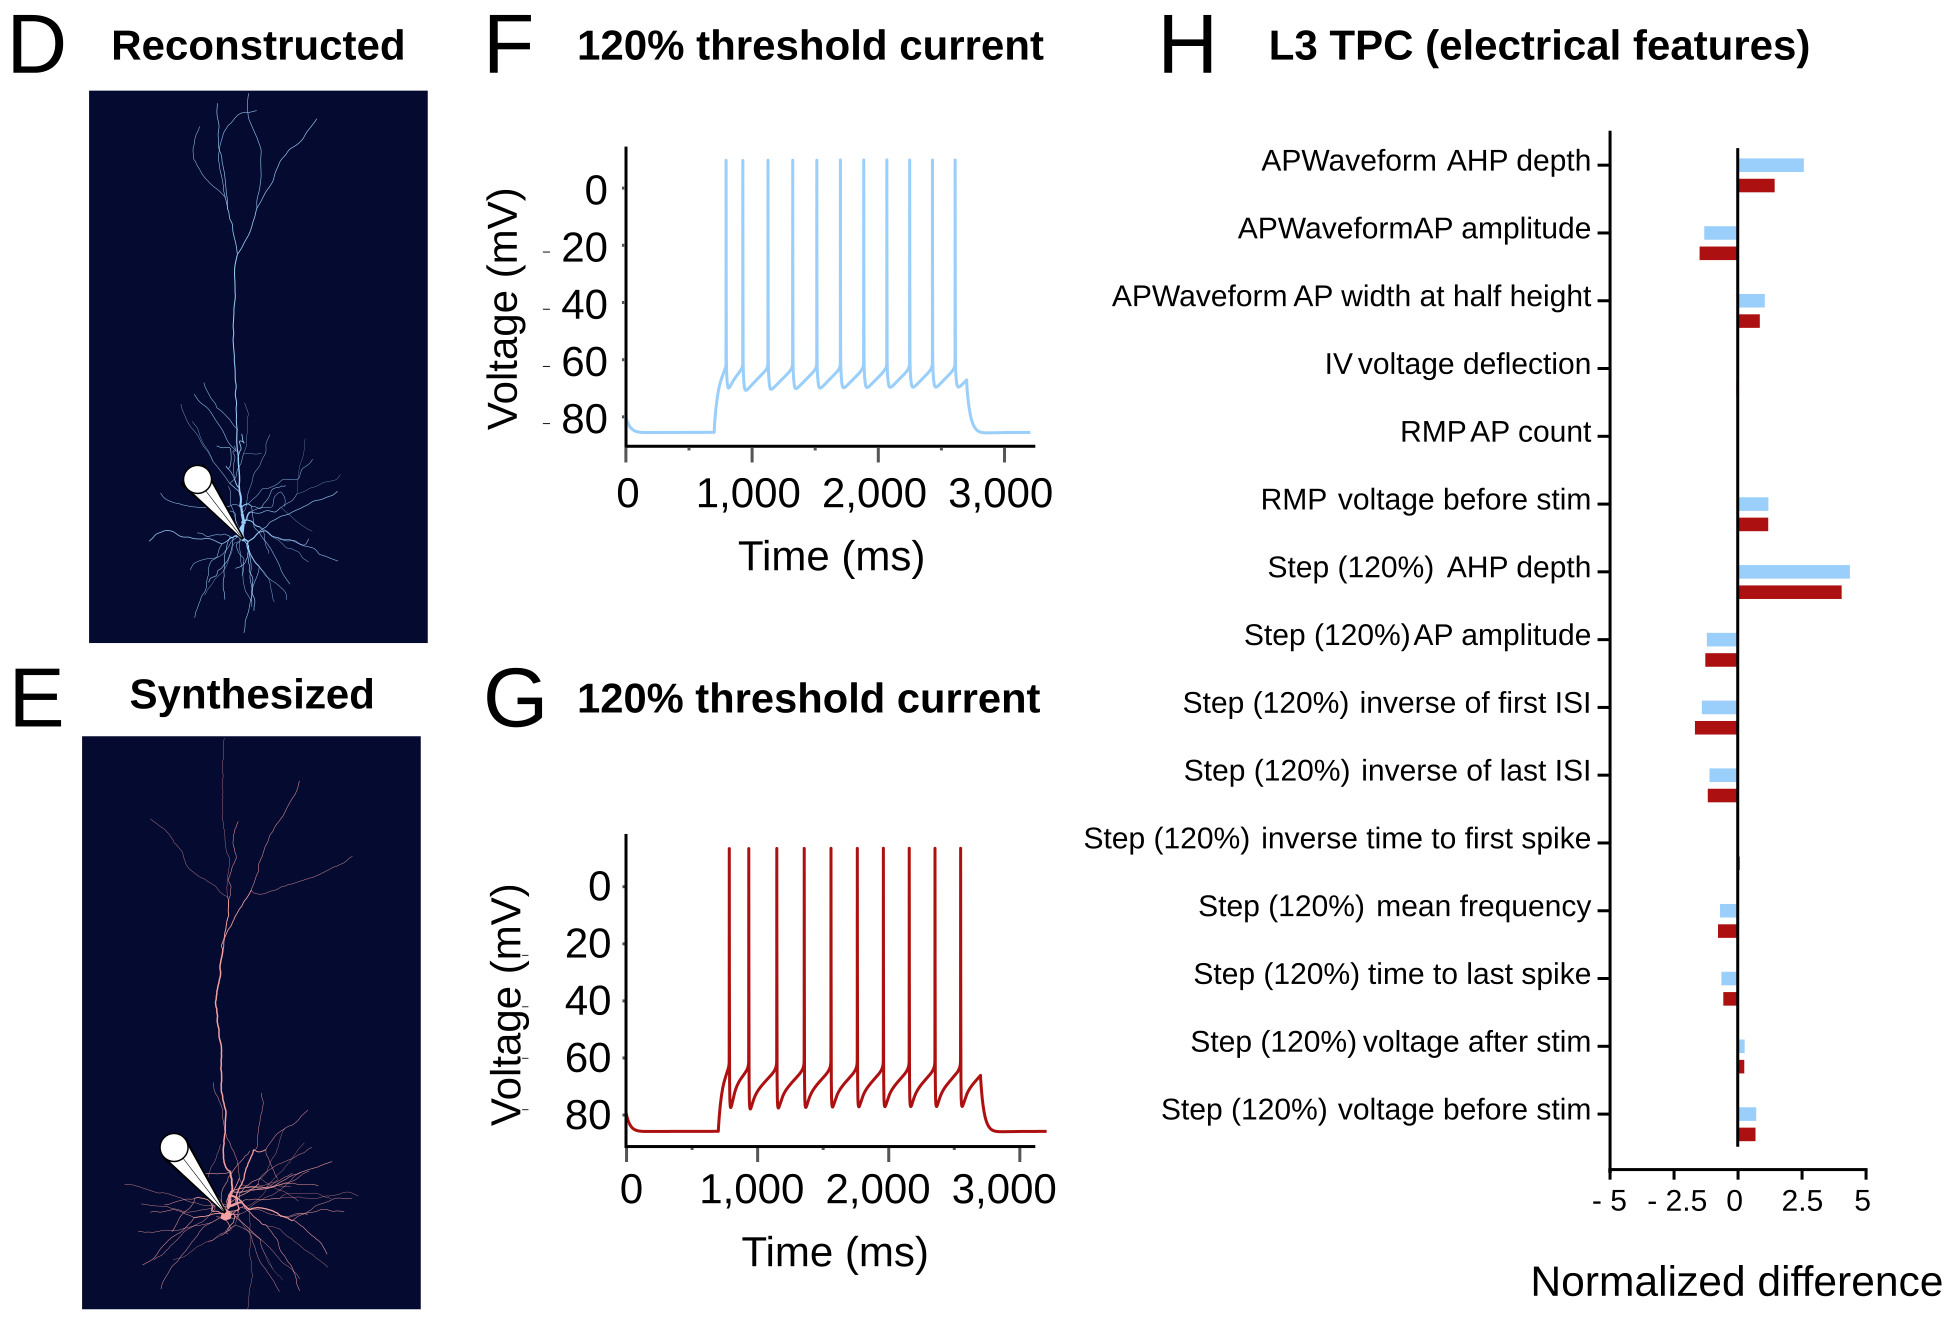 D Reconstructed
E Synthesized
F 120% threshold current
Voltage (mV)
0
- 20
- 40
- 60
- 80
0 1,000 2,000 3,000
Time (ms)
G 120% threshold current
Voltage (mV)
0
20
40
60
80
0 1,000 2,000 3,000
Time (ms)
H L3 TPC (electrical features)
APWaveform AHP depth
APWaveformAP amplitude
APWaveform AP width at half height
IV voltage deflection
RMP AP count
RMP voltage before stim
Step (120%) AHP depth
Step (120%) AP amplitude
Step (120%) inverse of first ISI
Step (120%) inverse of last ISI
Step (120%) inverse time to first spike
Step (120%) mean frequency
Step (120%) time to last spike
Step (120%) voltage after stim
Step (120%) voltage before stim
- 5 - 2.5 0 2.5 5
Normalized difference